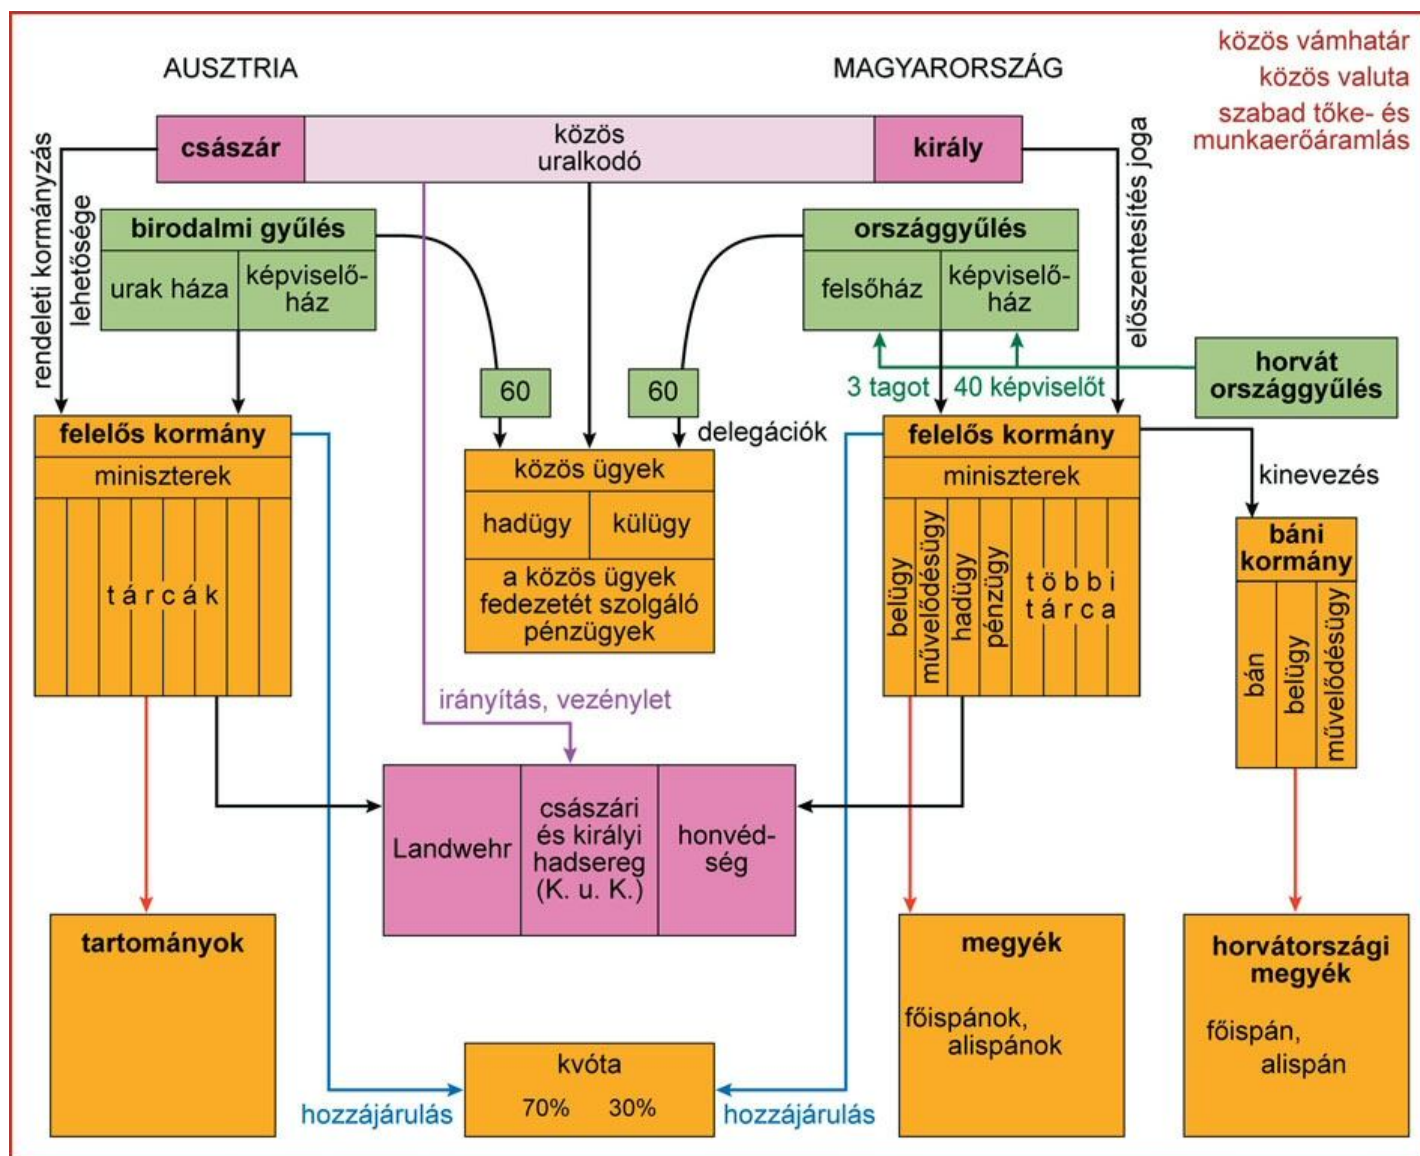 AUSZTRIA
MAGYARORSZÁG
közös vámhatár
közös valuta
szabad tőke- és
munkaerőáramlás
császár
közös
uralkodó
király
rendeleti kormányzás
lehetősége
előszentesítés joga
birodalmi gyűlés
urak háza
képviselő-
ház
országgyűlés
felsőház
képviselő-
ház
horvát
országgyűlés
3 tagot
40 képviselőt
60
60
delegációk
felelős kormány
miniszterek
tárcák
közös ügyek
hadügy
külügy
a közös ügyek
fedezetét szolgáló
pénzügyek
felelős kormány
miniszterek
belügy
művelődésügy
hadügy
pénzügy
többi
tárca
kinevezés
báni
kormány
bán
belügy
művelődésügy
irányítás, vezénylet
Landwehr
császári
és királyi
hadsereg
(K. u. K.)
honvéd-
ség
tartományok
megyék
főispánok,
alispánok
horvátországi
megyék
főispán,
alispán
kvóta
70%
30%
hozzájárulás
hozzájárulás